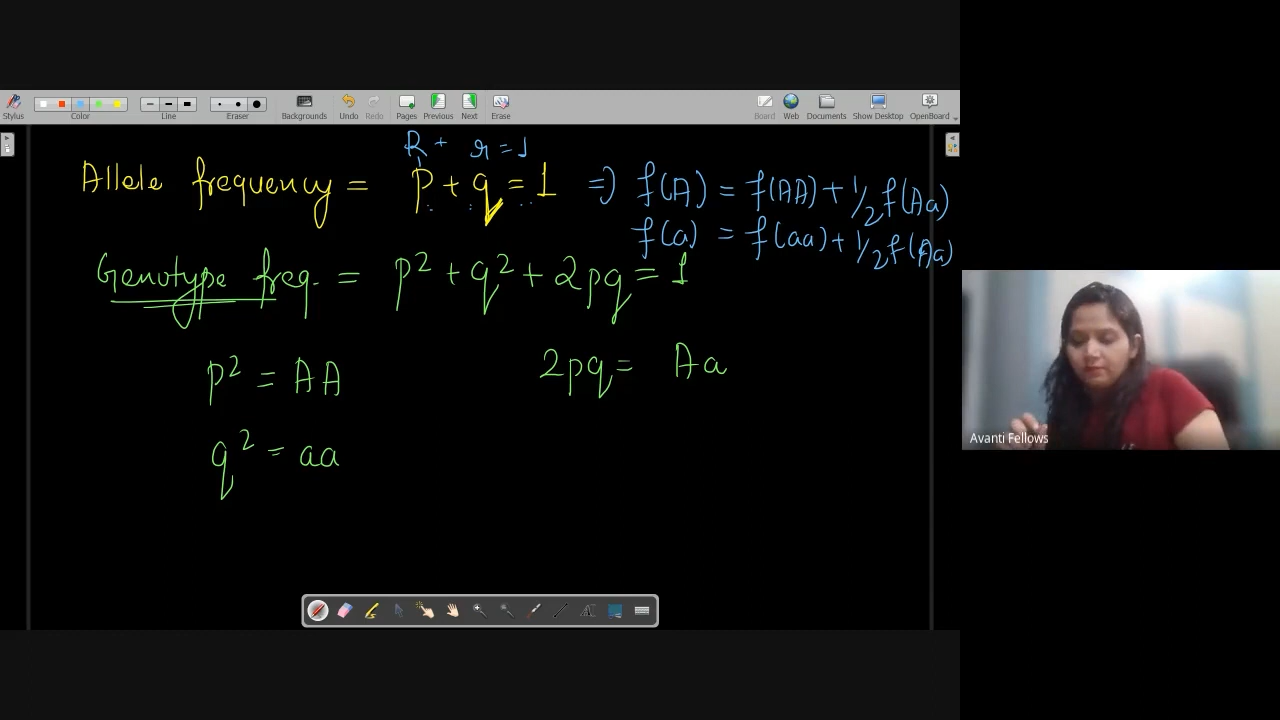 Stylus Color Line Eraser Backgrounds Undo Redo Pages Previous Next Erase Board Web Documents Show Desktop OpenBoard
R + r = 1
Allele frequency = p + q = 1 => f(A) = f(AA) + 1/2 f(Aa)
f(a) = f(aa) + 1/2 f(Aa)
Genotype freq. = p² + q² + 2pq = 1
p² = AA 2pq = Aa
q² = aa
Avanti Fellows